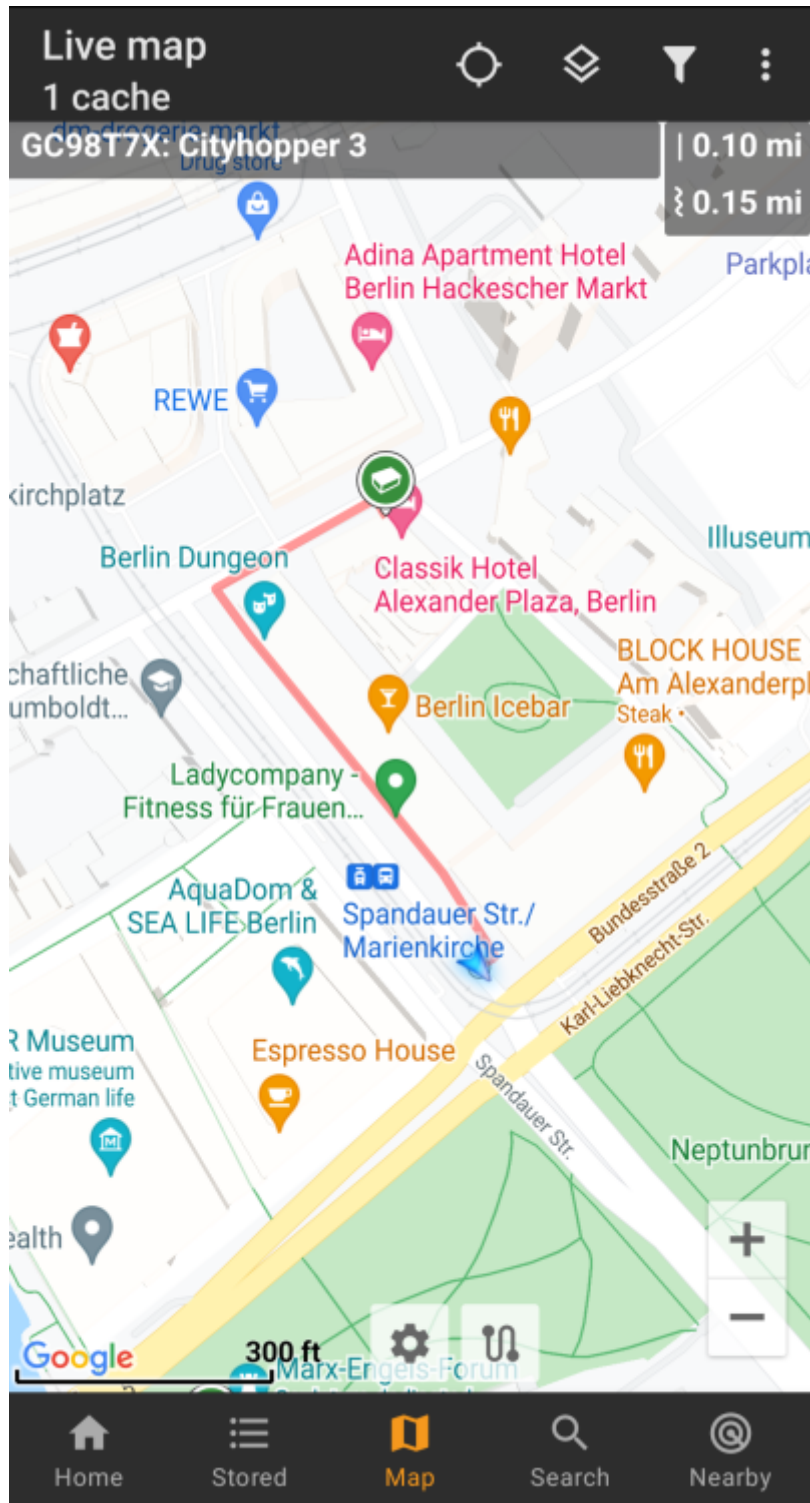 Live map
1 cache
dm-drogerie markt
Drug store
GC98T7X: Cityhopper 3
| 0.10 mi
0.15 mi
Adina Apartment Hotel
Berlin Hackescher Markt
Parkpla
REWE
kirchplatz
Illuseum
Berlin Dungeon
Classik Hotel
Alexander Plaza, Berlin
chaftliche
umboldt...
BLOCK HOUSE
Am Alexanderpl
Steak •
Berlin Icebar
Ladycompany -
Fitness für Frauen...
Bundesstraße 2
AquaDom &
SEA LIFE Berlin
Spandauer Str./
Marienkirche
Karl-Liebknecht-Str.
R Museum
tive museum
t German life
Espresso House
Spandauer Str.
Neptunbrun
ealth
+
−
Google
300 ft
Marx-Engels-Forum
Home
Stored
Map
Search
Nearby